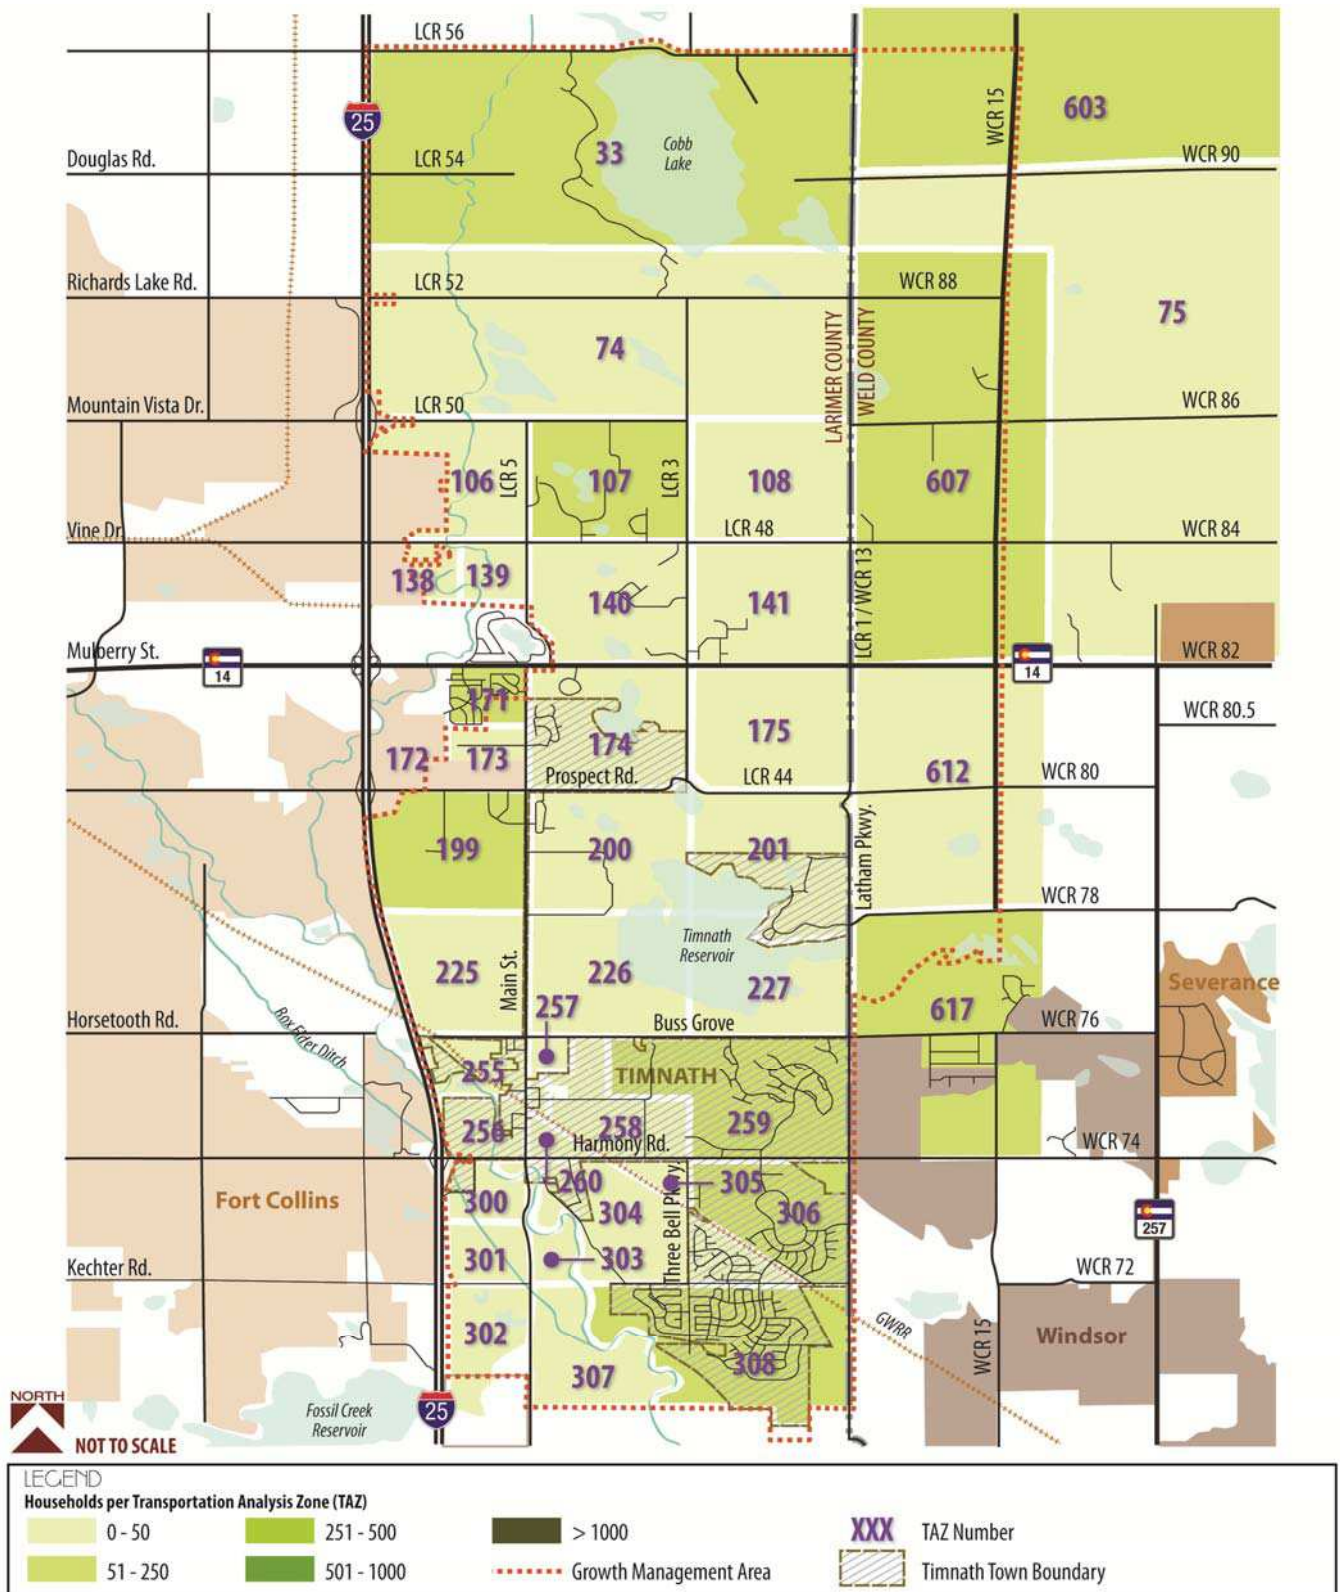 LCR 56
25
WCR 15
603
Douglas Rd.
LCR 54
33
Cobb
Lake
WCR 90
Richards Lake Rd.
LCR 52
WCR 88
75
74
LARIMER COUNTY
WELD COUNTY
Mountain Vista Dr.
LCR 50
WCR 86
106
LCR 5
107
LCR 3
108
607
Vine Dr.
LCR 48
WCR 84
138
139
140
141
LCR 1 / WCR 13
Mulberry St.
14
14
WCR 82
171
WCR 80.5
172
173
174
175
Prospect Rd.
LCR 44
612
WCR 80
199
200
201
Latham Pkwy.
WCR 78
225
Main St.
226
Timnath
Reservoir
227
257
617
Severance
Horsetooth Rd.
Box Elder Ditch
Buss Grove
WCR 76
255
TIMNATH
256
258
259
Harmony Rd.
WCR 74
Fort Collins
300
260
304
305
306
257
Three Bell Pkwy.
Kechter Rd.
301
303
WCR 72
302
GWRR
WCR 15
Windsor
307
308
NORTH
NOT TO SCALE
Fossil Creek
Reservoir
25
LEGEND
Households per Transportation Analysis Zone (TAZ)
0 - 50
251 - 500
> 1000
XXX
TAZ Number
51 - 250
501 - 1000
Growth Management Area
Timnath Town Boundary